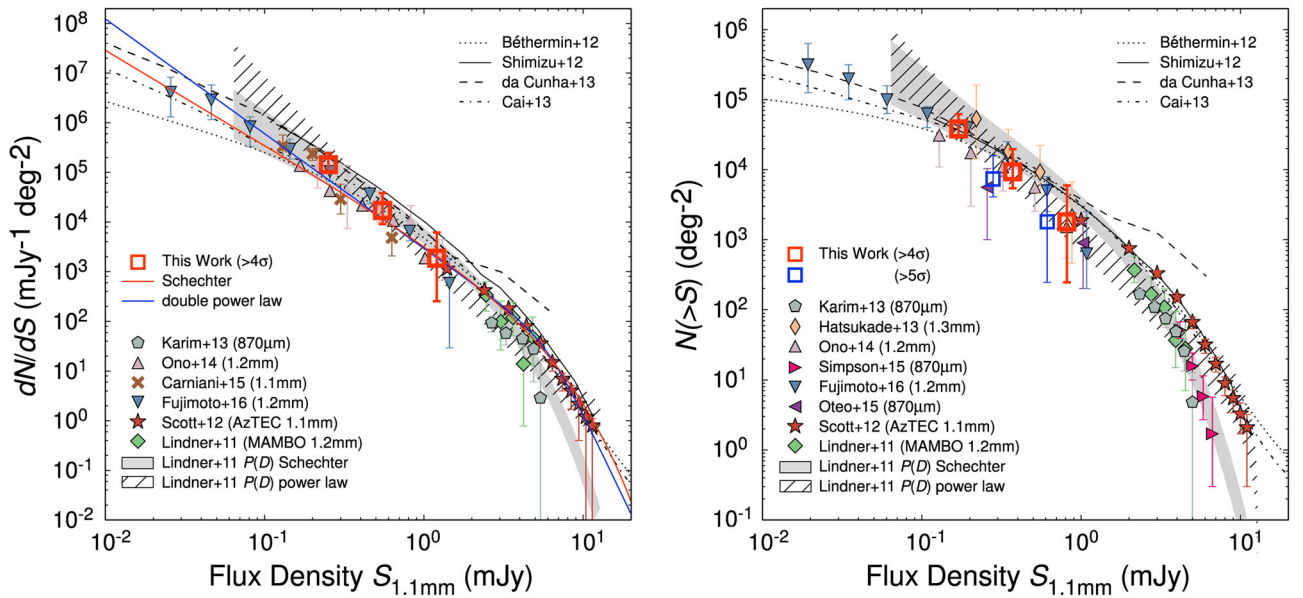 dN/dS (mJy-1 deg-2)
10^8
10^7
10^6
10^5
10^4
10^3
10^2
10^1
10^0
10^-1
10^-2
Béthermin+12
Shimizu+12
da Cunha+13
Cai+13
This Work (>4σ)
Schechter
double power law
Karim+13 (870μm)
Ono+14 (1.2mm)
Carniani+15 (1.1mm)
Fujimoto+16 (1.2mm)
Scott+12 (AzTEC 1.1mm)
Lindner+11 (MAMBO 1.2mm)
Lindner+11 P(D) Schechter
Lindner+11 P(D) power law
10^-2 10^-1 10^0 10^1
Flux Density S1.1mm (mJy)
N(>S) (deg-2)
10^6
10^5
10^4
10^3
10^2
10^1
10^0
10^-1
Béthermin+12
Shimizu+12
da Cunha+13
Cai+13
This Work (>4σ)
(>5σ)
Karim+13 (870μm)
Hatsukade+13 (1.3mm)
Ono+14 (1.2mm)
Simpson+15 (870μm)
Fujimoto+16 (1.2mm)
Oteo+15 (870μm)
Scott+12 (AzTEC 1.1mm)
Lindner+11 (MAMBO 1.2mm)
Lindner+11 P(D) Schechter
Lindner+11 P(D) power law
10^-2 10^-1 10^0 10^1
Flux Density S1.1mm (mJy)